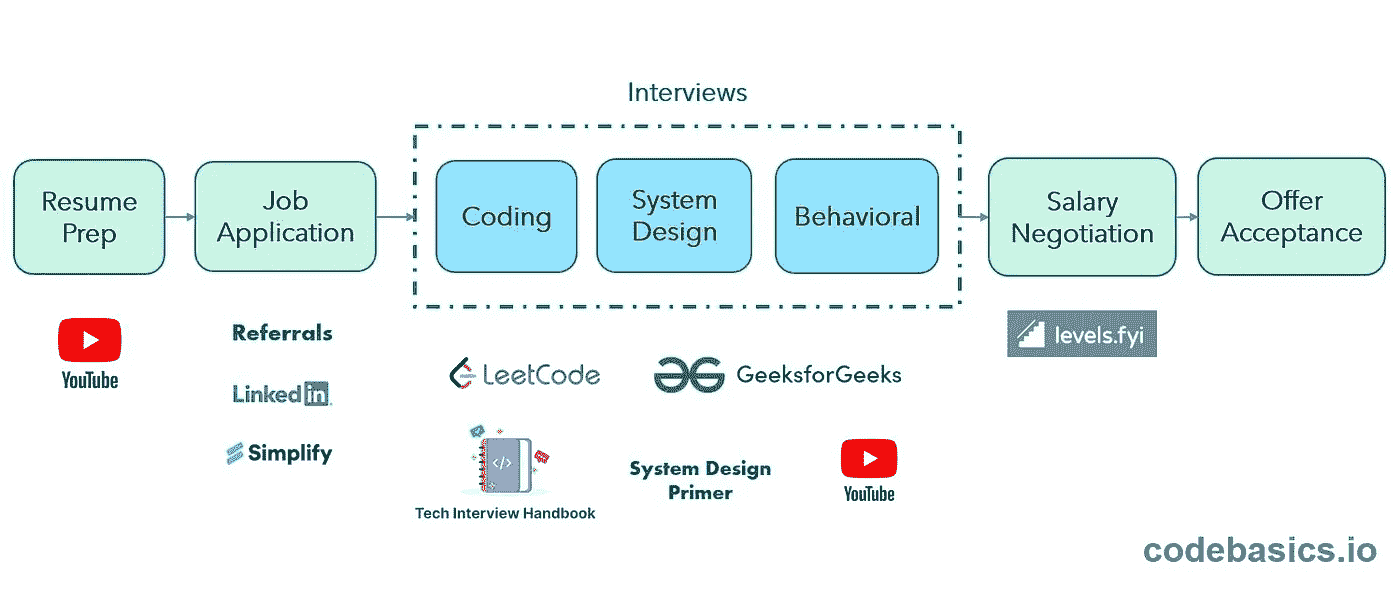 Interviews
Resume
Prep
Job
Application
Coding
System
Design
Behavioral
Salary
Negotiation
Offer
Acceptance
YouTube
Referrals
Linkedin
Simplify
LeetCode
GeeksforGeeks
</>
Tech Interview Handbook
System Design
Primer
YouTube
levels.fyi
codebasics.io